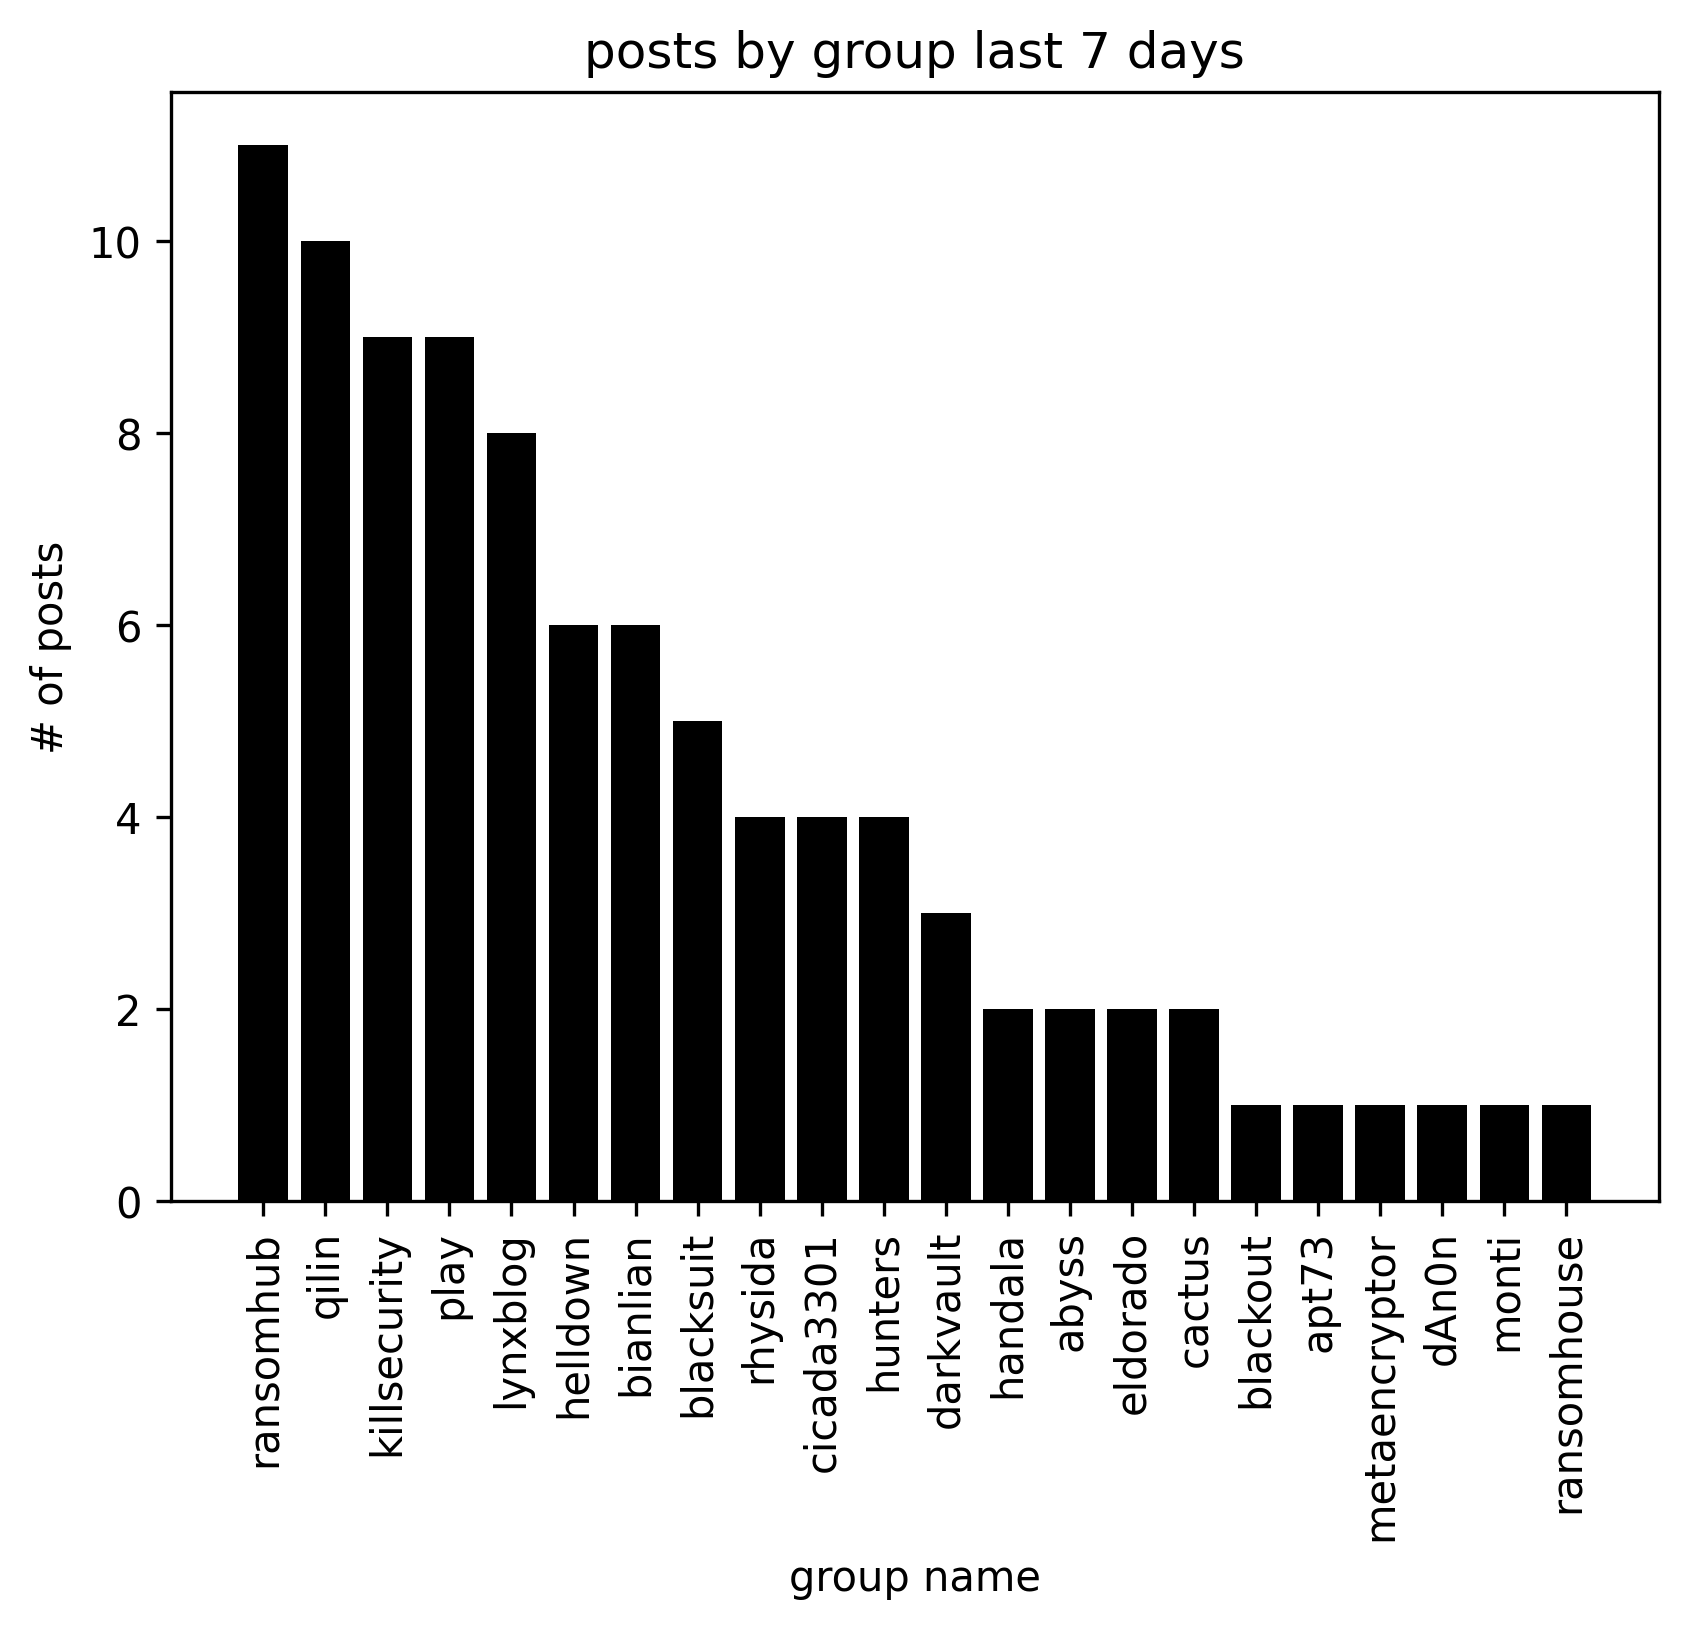 posts by group last 7 days
# of posts
10
8
6
4
2
0
ransomhub
qilin
killsecurity
play
lynxblog
helldown
bianlian
blacksuit
rhysida
cicada3301
hunters
darkvault
handala
abyss
eldorado
cactus
blackout
apt73
metaencryptor
dAn0n
monti
ransomhouse
group name